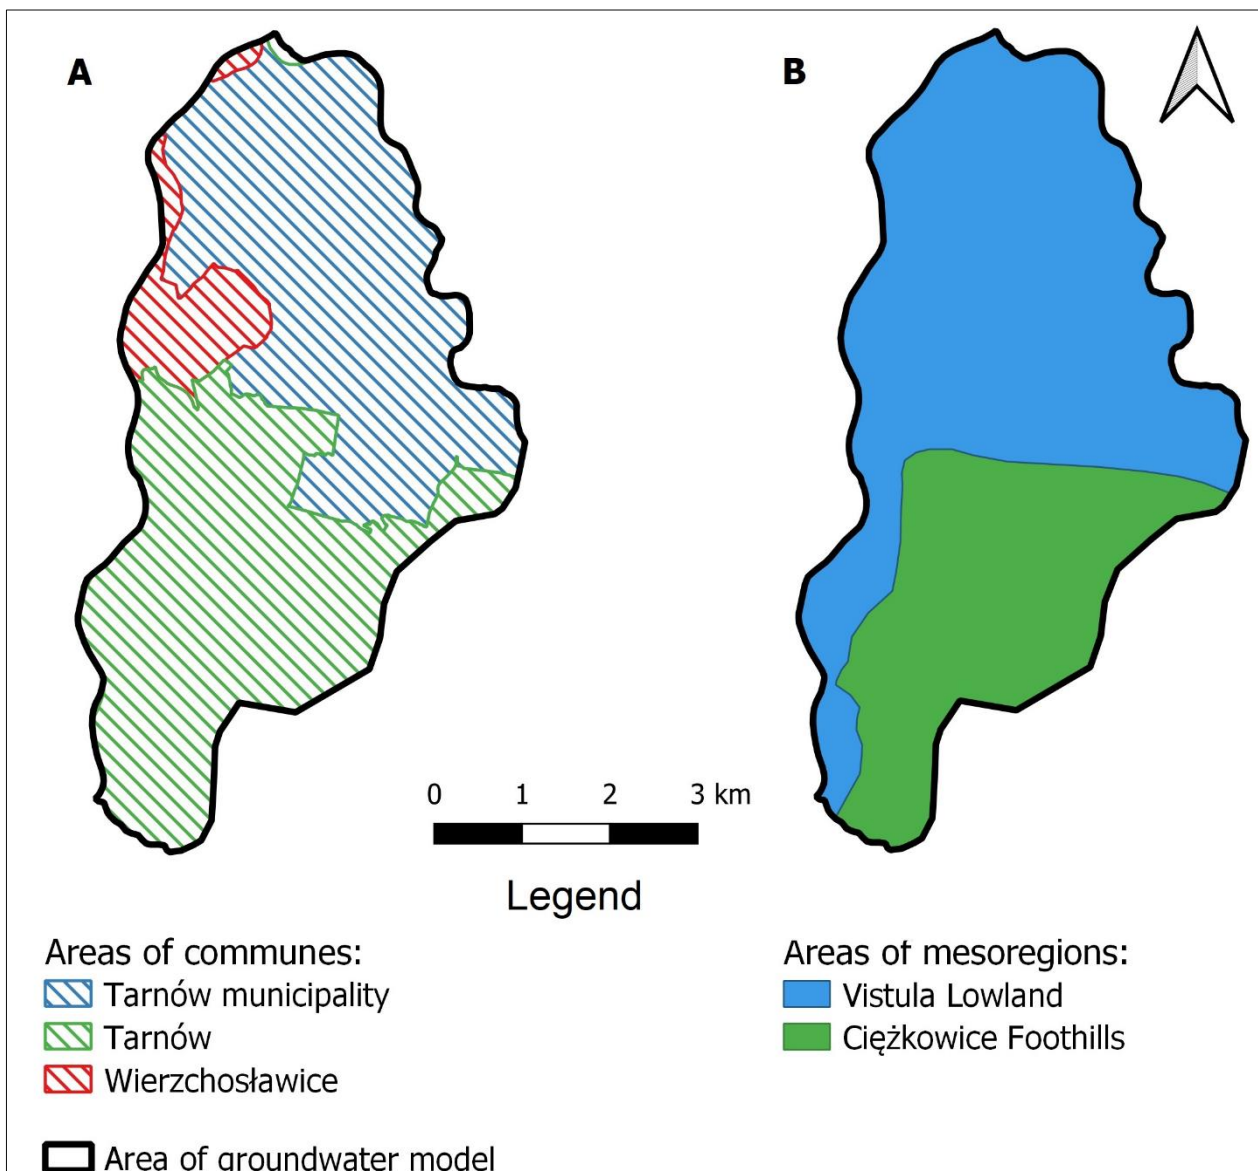 A
B
0 1 2 3 km
Legend
Areas of communes:
Tarnów municipality
Tarnów
Wierzchosławice
Area of groundwater model
Areas of mesoregions:
Vistula Lowland
Ciężkowice Foothills